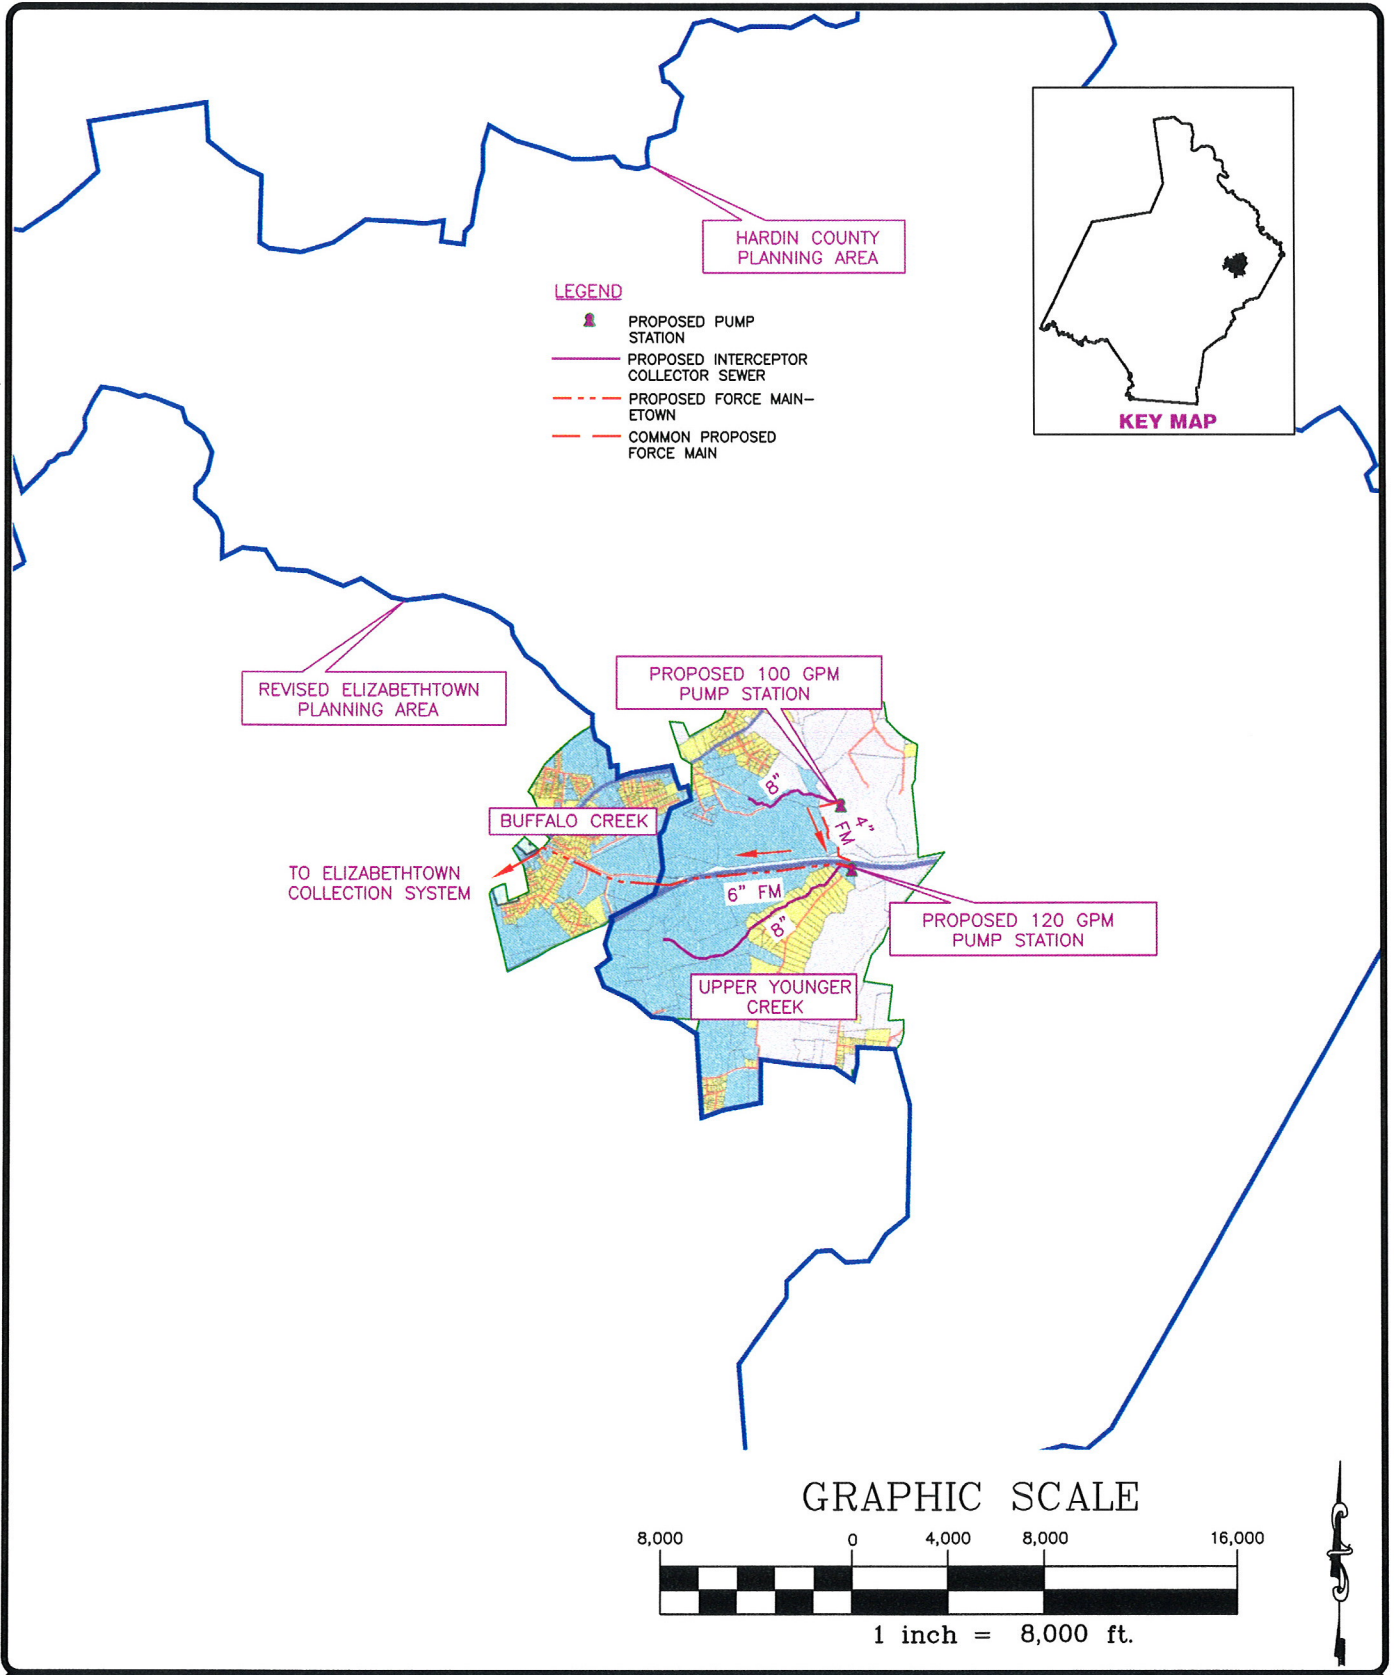 HARDIN COUNTY
PLANNING AREA
KEY MAP
LEGEND
PROPOSED PUMP
STATION
PROPOSED INTERCEPTOR
COLLECTOR SEWER
PROPOSED FORCE MAIN-
ETOWN
COMMON PROPOSED
FORCE MAIN
REVISED ELIZABETHTOWN
PLANNING AREA
PROPOSED 100 GPM
PUMP STATION
8"
4"
FM
BUFFALO CREEK
TO ELIZABETHTOWN
COLLECTION SYSTEM
6" FM
8"
PROPOSED 120 GPM
PUMP STATION
UPPER YOUNGER
CREEK
GRAPHIC SCALE
8,000 0 4,000 8,000 16,000
1 inch = 8,000 ft.